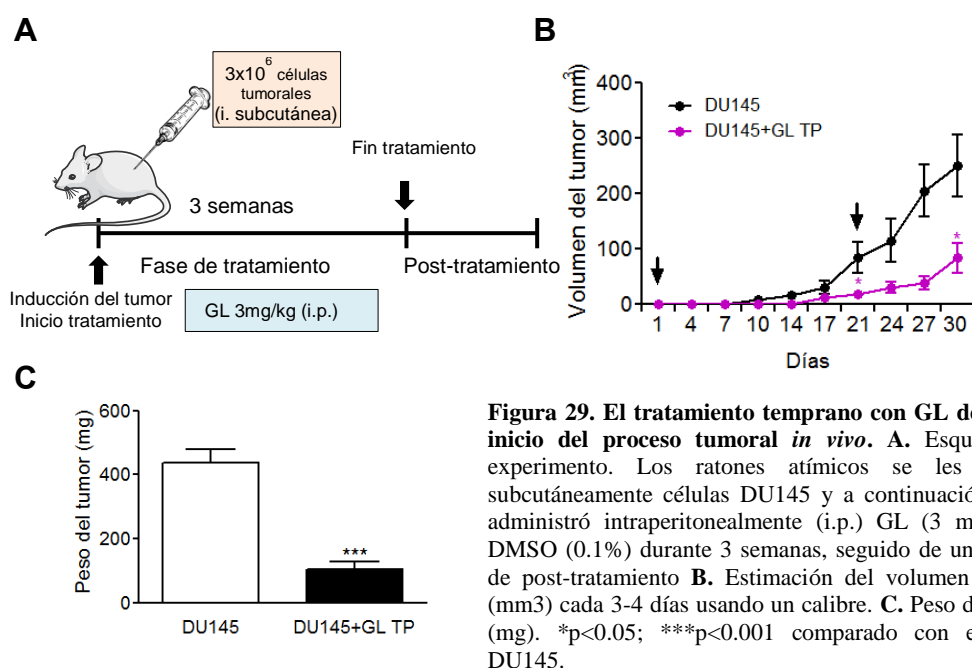 A
3x10^6 células
tumorales
(i. subcutánea)
Fin tratamiento
3 semanas
Fase de tratamiento
Post-tratamiento
Inducción del tumor
Inicio tratamiento
GL 3mg/kg (i.p.)
B
Volumen del tumor (mm3)
400
300
200
100
0
DU145
DU145+GL TP
*
*
1 4 7 10 14 17 21 24 27 30
Días
C
Peso del tumor (mg)
600
400
200
0
***
DU145
DU145+GL TP
Figura 29. El tratamiento temprano con GL de
inicio del proceso tumoral in vivo. A. Esqu
experimento. Los ratones atímicos se les
subcutáneamente células DU145 y a continuació
administró intraperitonealmente (i.p.) GL (3 m
DMSO (0.1%) durante 3 semanas, seguido de un
de post-tratamiento B. Estimación del volumen
(mm3) cada 3-4 días usando un calibre. C. Peso d
(mg). *p<0.05; ***p<0.001 comparado con e
DU145.